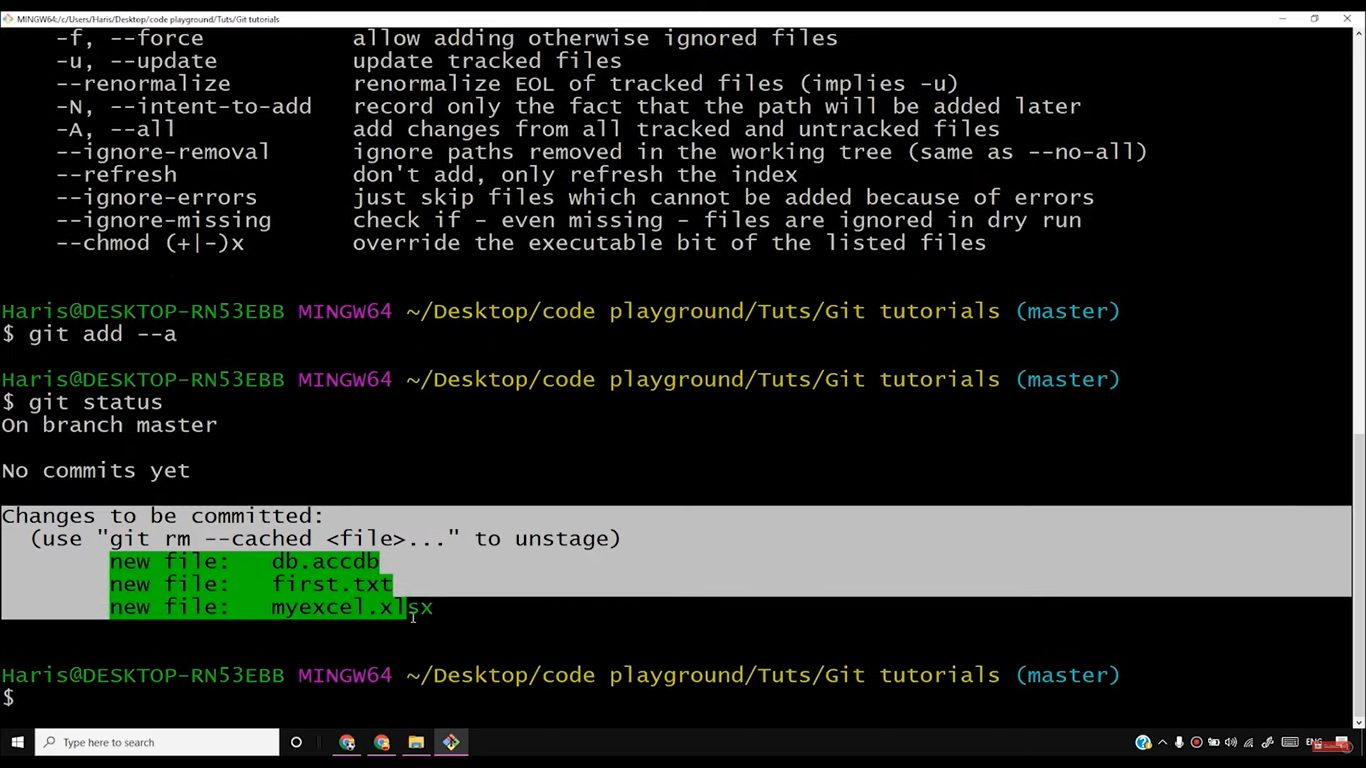 MINGW64:/c/Users/Haris/Desktop/code playground/Tuts/Git tutorials
-f, --force allow adding otherwise ignored files
-u, --update update tracked files
--renormalize renormalize EOL of tracked files (implies -u)
-N, --intent-to-add record only the fact that the path will be added later
-A, --all add changes from all tracked and untracked files
--ignore-removal ignore paths removed in the working tree (same as --no-all)
--refresh don't add, only refresh the index
--ignore-errors just skip files which cannot be added because of errors
--ignore-missing check if - even missing - files are ignored in dry run
--chmod (+|-)x override the executable bit of the listed files
Haris@DESKTOP-RN53EBB MINGW64 ~/Desktop/code playground/Tuts/Git tutorials (master)
$ git add --a
Haris@DESKTOP-RN53EBB MINGW64 ~/Desktop/code playground/Tuts/Git tutorials (master)
$ git status
On branch master
No commits yet
Changes to be committed:
(use "git rm --cached <file>..." to unstage)
new file: db.accdb
new file: first.txt
new file: myexcel.xlsx
Haris@DESKTOP-RN53EBB MINGW64 ~/Desktop/code playground/Tuts/Git tutorials (master)
$
Type here to search
ENG